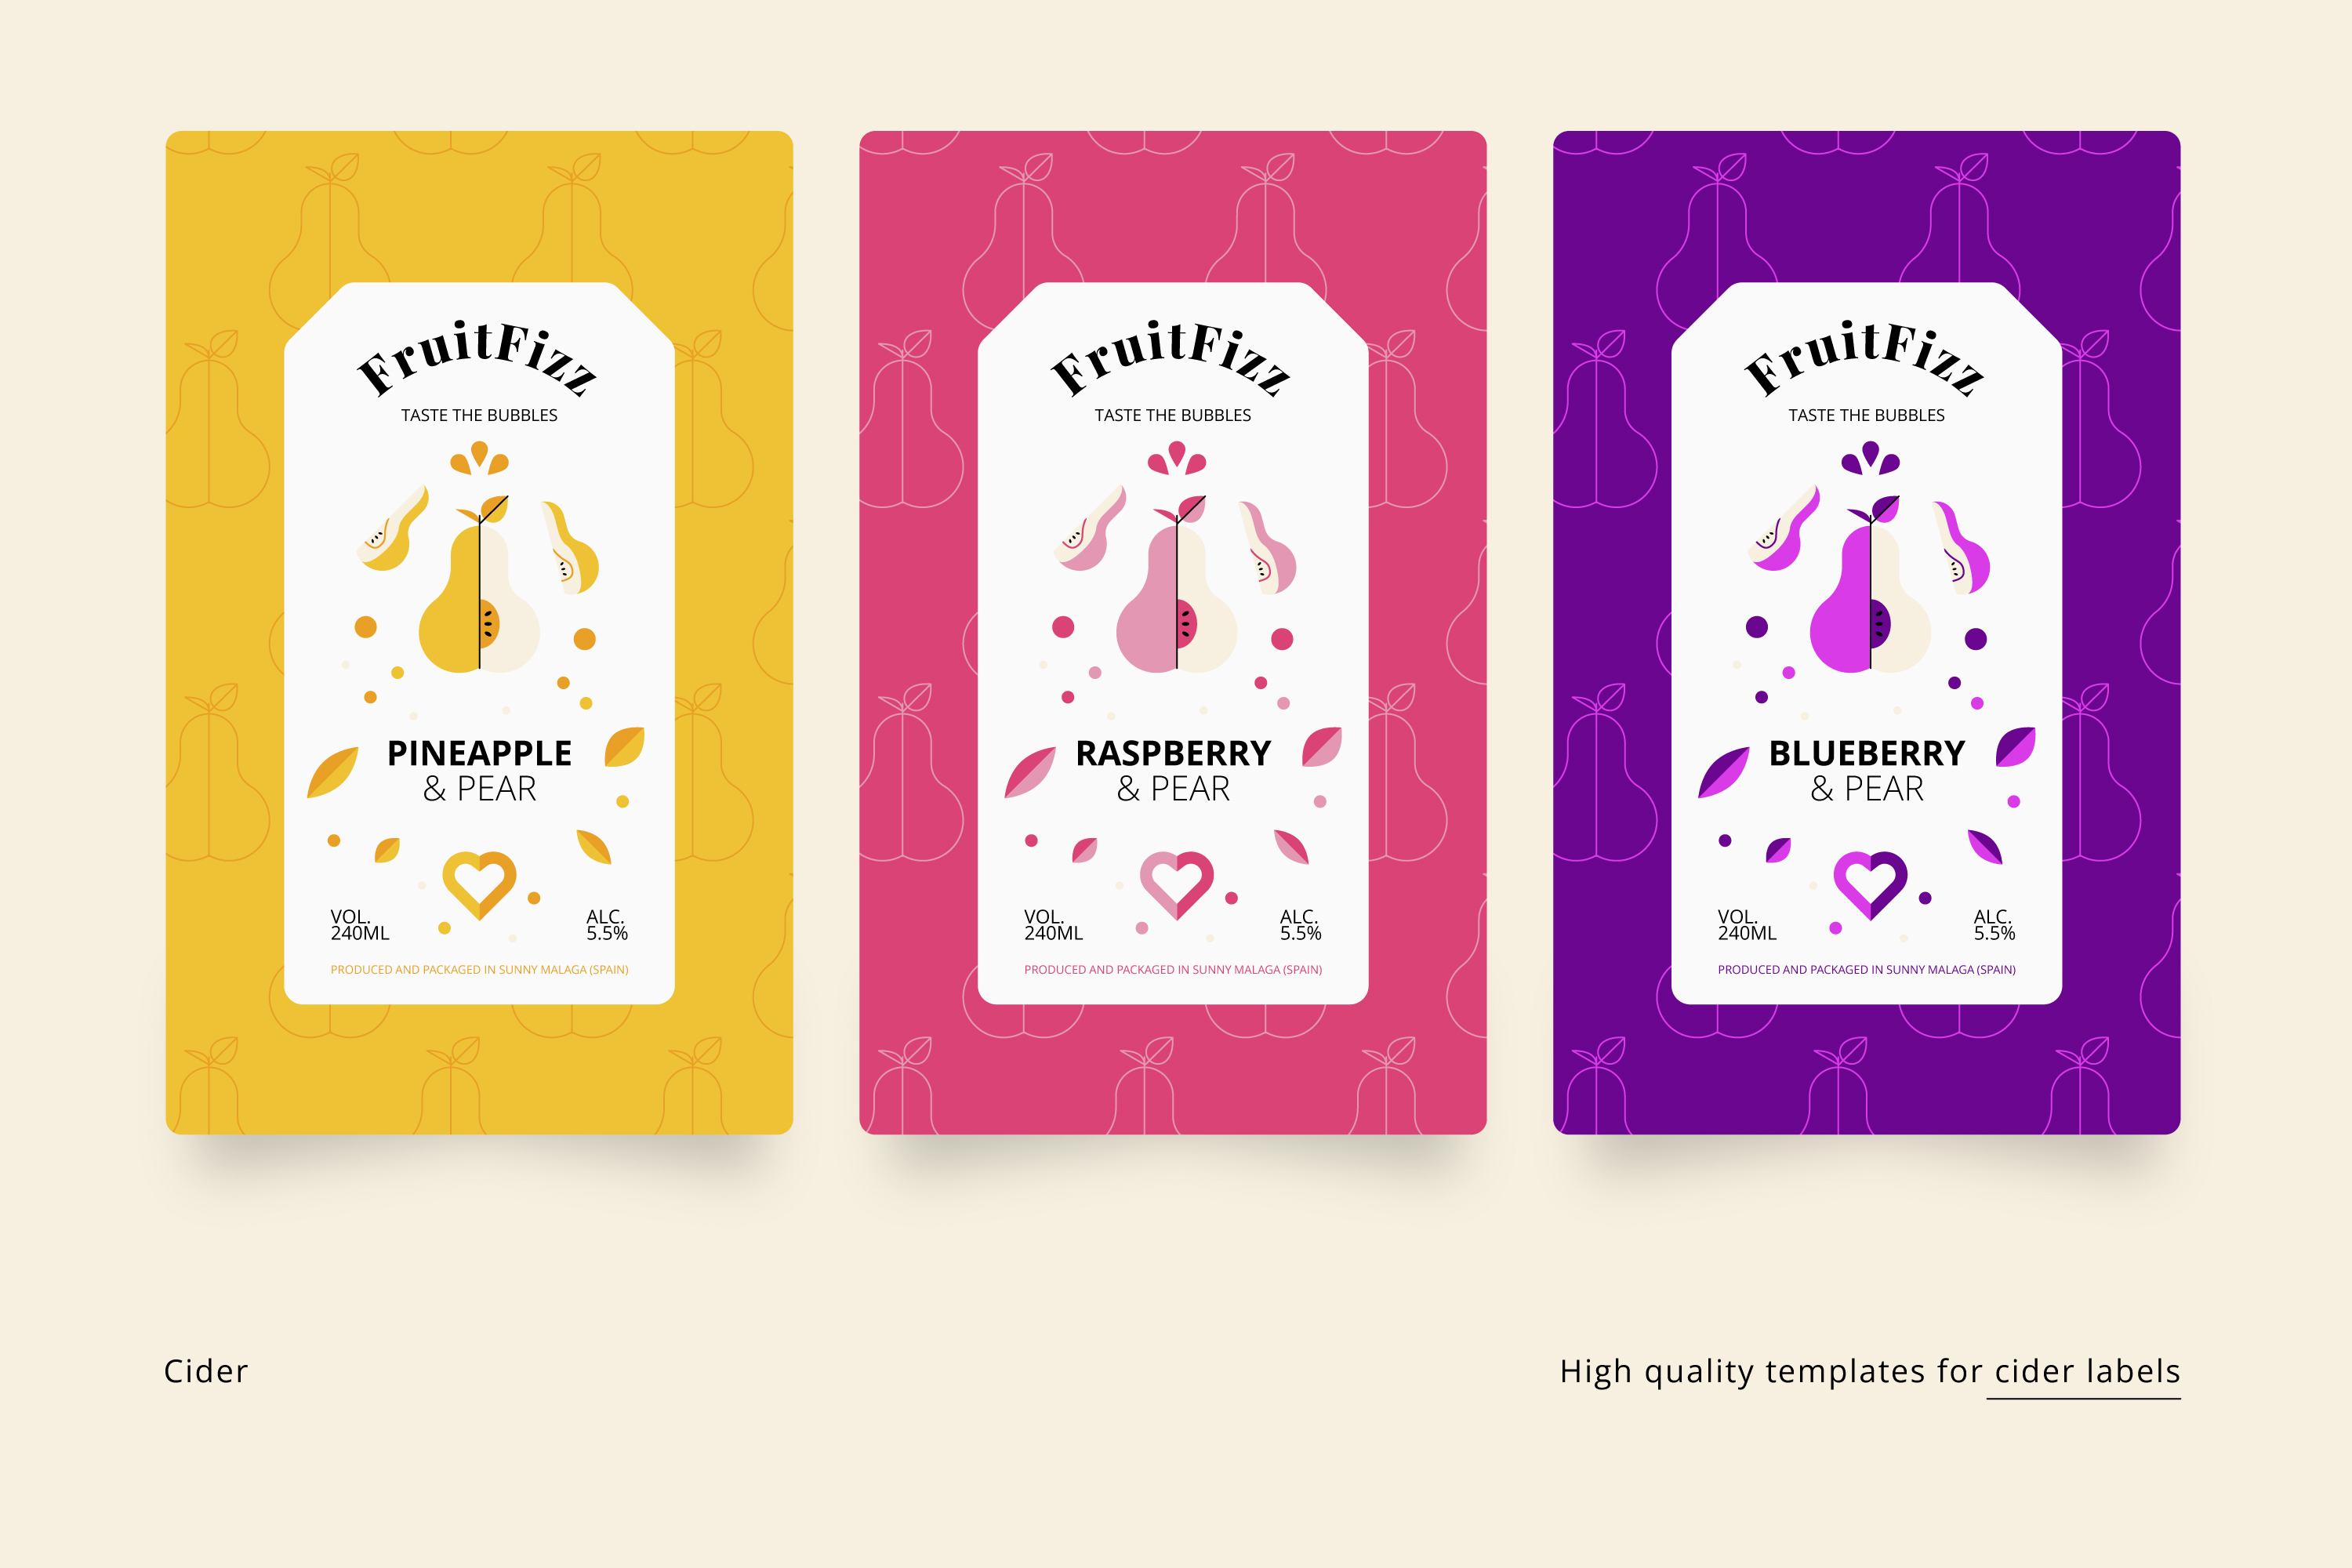 FruitFizz
TASTE THE BUBBLES
PINEAPPLE
& PEAR
VOL.
240ML
ALC.
5.5%
PRODUCED AND PACKAGED IN SUNNY MALAGA (SPAIN)
FruitFizz
TASTE THE BUBBLES
RASPBERRY
& PEAR
VOL.
240ML
ALC.
5.5%
PRODUCED AND PACKAGED IN SUNNY MALAGA (SPAIN)
FruitFizz
TASTE THE BUBBLES
BLUEBERRY
& PEAR
VOL.
240ML
ALC.
5.5%
PRODUCED AND PACKAGED IN SUNNY MALAGA (SPAIN)
Cider
High quality templates for cider labels